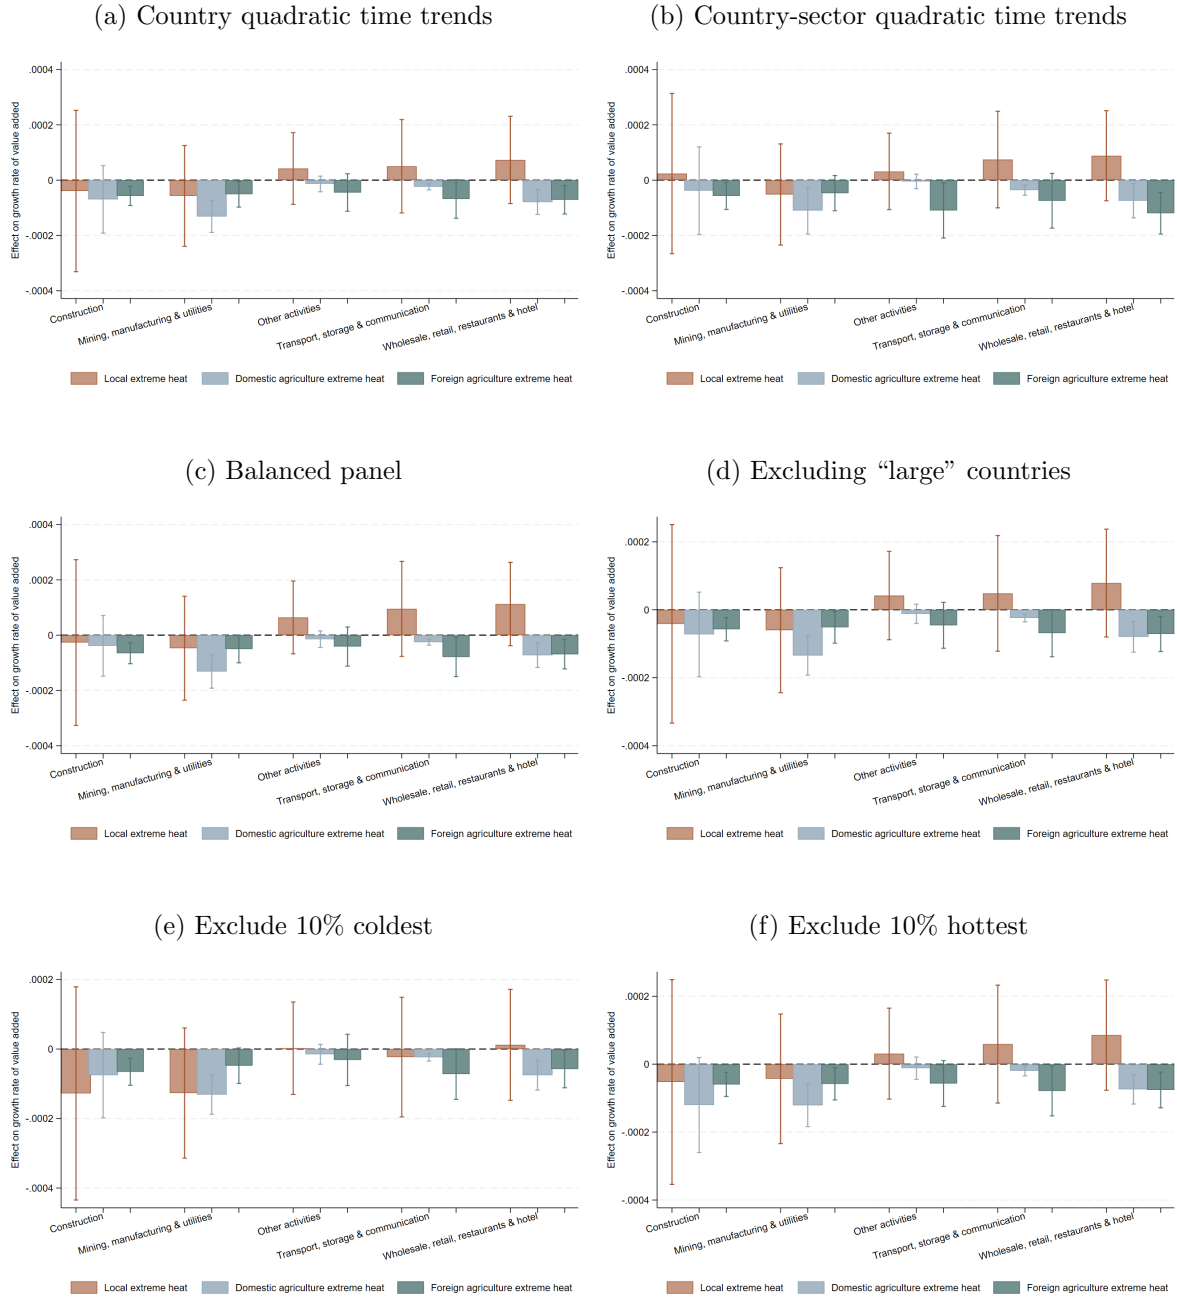 (a) Country quadratic time trends
Effect on growth rate of value added
.0004
.0002
0
-.0002
-.0004
Construction
Mining, manufacturing & utilities
Other activities
Transport, storage & communication
Wholesale, retail, restaurants & hotel
Local extreme heat Domestic agriculture extreme heat Foreign agriculture extreme heat
(b) Country-sector quadratic time trends
Effect on growth rate of value added
.0004
.0002
0
-.0002
-.0004
Construction
Mining, manufacturing & utilities
Other activities
Transport, storage & communication
Wholesale, retail, restaurants & hotel
Local extreme heat Domestic agriculture extreme heat Foreign agriculture extreme heat
(c) Balanced panel
Effect on growth rate of value added
.0004
.0002
0
-.0002
-.0004
Construction
Mining, manufacturing & utilities
Other activities
Transport, storage & communication
Wholesale, retail, restaurants & hotel
Local extreme heat Domestic agriculture extreme heat Foreign agriculture extreme heat
(d) Excluding “large” countries
Effect on growth rate of value added
.0002
0
-.0002
-.0004
Construction
Mining, manufacturing & utilities
Other activities
Transport, storage & communication
Wholesale, retail, restaurants & hotel
Local extreme heat Domestic agriculture extreme heat Foreign agriculture extreme heat
(e) Exclude 10% coldest
Effect on growth rate of value added
.0002
0
-.0002
-.0004
Construction
Mining, manufacturing & utilities
Other activities
Transport, storage & communication
Wholesale, retail, restaurants & hotel
Local extreme heat Domestic agriculture extreme heat Foreign agriculture extreme heat
(f) Exclude 10% hottest
Effect on growth rate of value added
.0002
0
-.0002
-.0004
Construction
Mining, manufacturing & utilities
Other activities
Transport, storage & communication
Wholesale, retail, restaurants & hotel
Local extreme heat Domestic agriculture extreme heat Foreign agriculture extreme heat